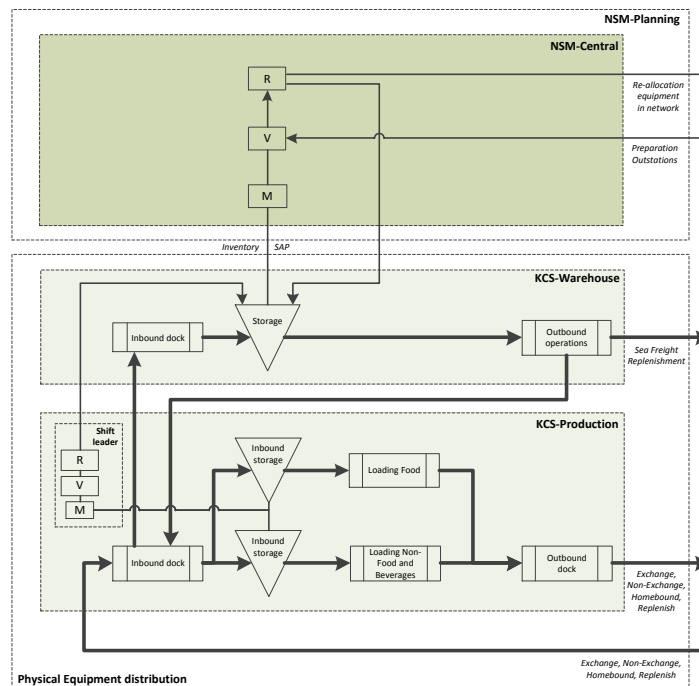 NSM-Planning
NSM-Central
R
Re-allocation
equipment
in network
V
Preparation
Outstations
M
Inventory SAP
KCS-Warehouse
Storage
Inbound dock
Outbound
operations
Sea Freight
Replenishment
KCS-Production
Shift
leader
R
V
M
Inbound
storage
Loading Food
Inbound
storage
Inbound dock
Loading Non-
Food and
Beverages
Outbound
dock
Exchange,
Non-Exchange,
Homebound,
Replenish
Exchange, Non-Exchange,
Homebound, Replenish
Physical Equipment distribution